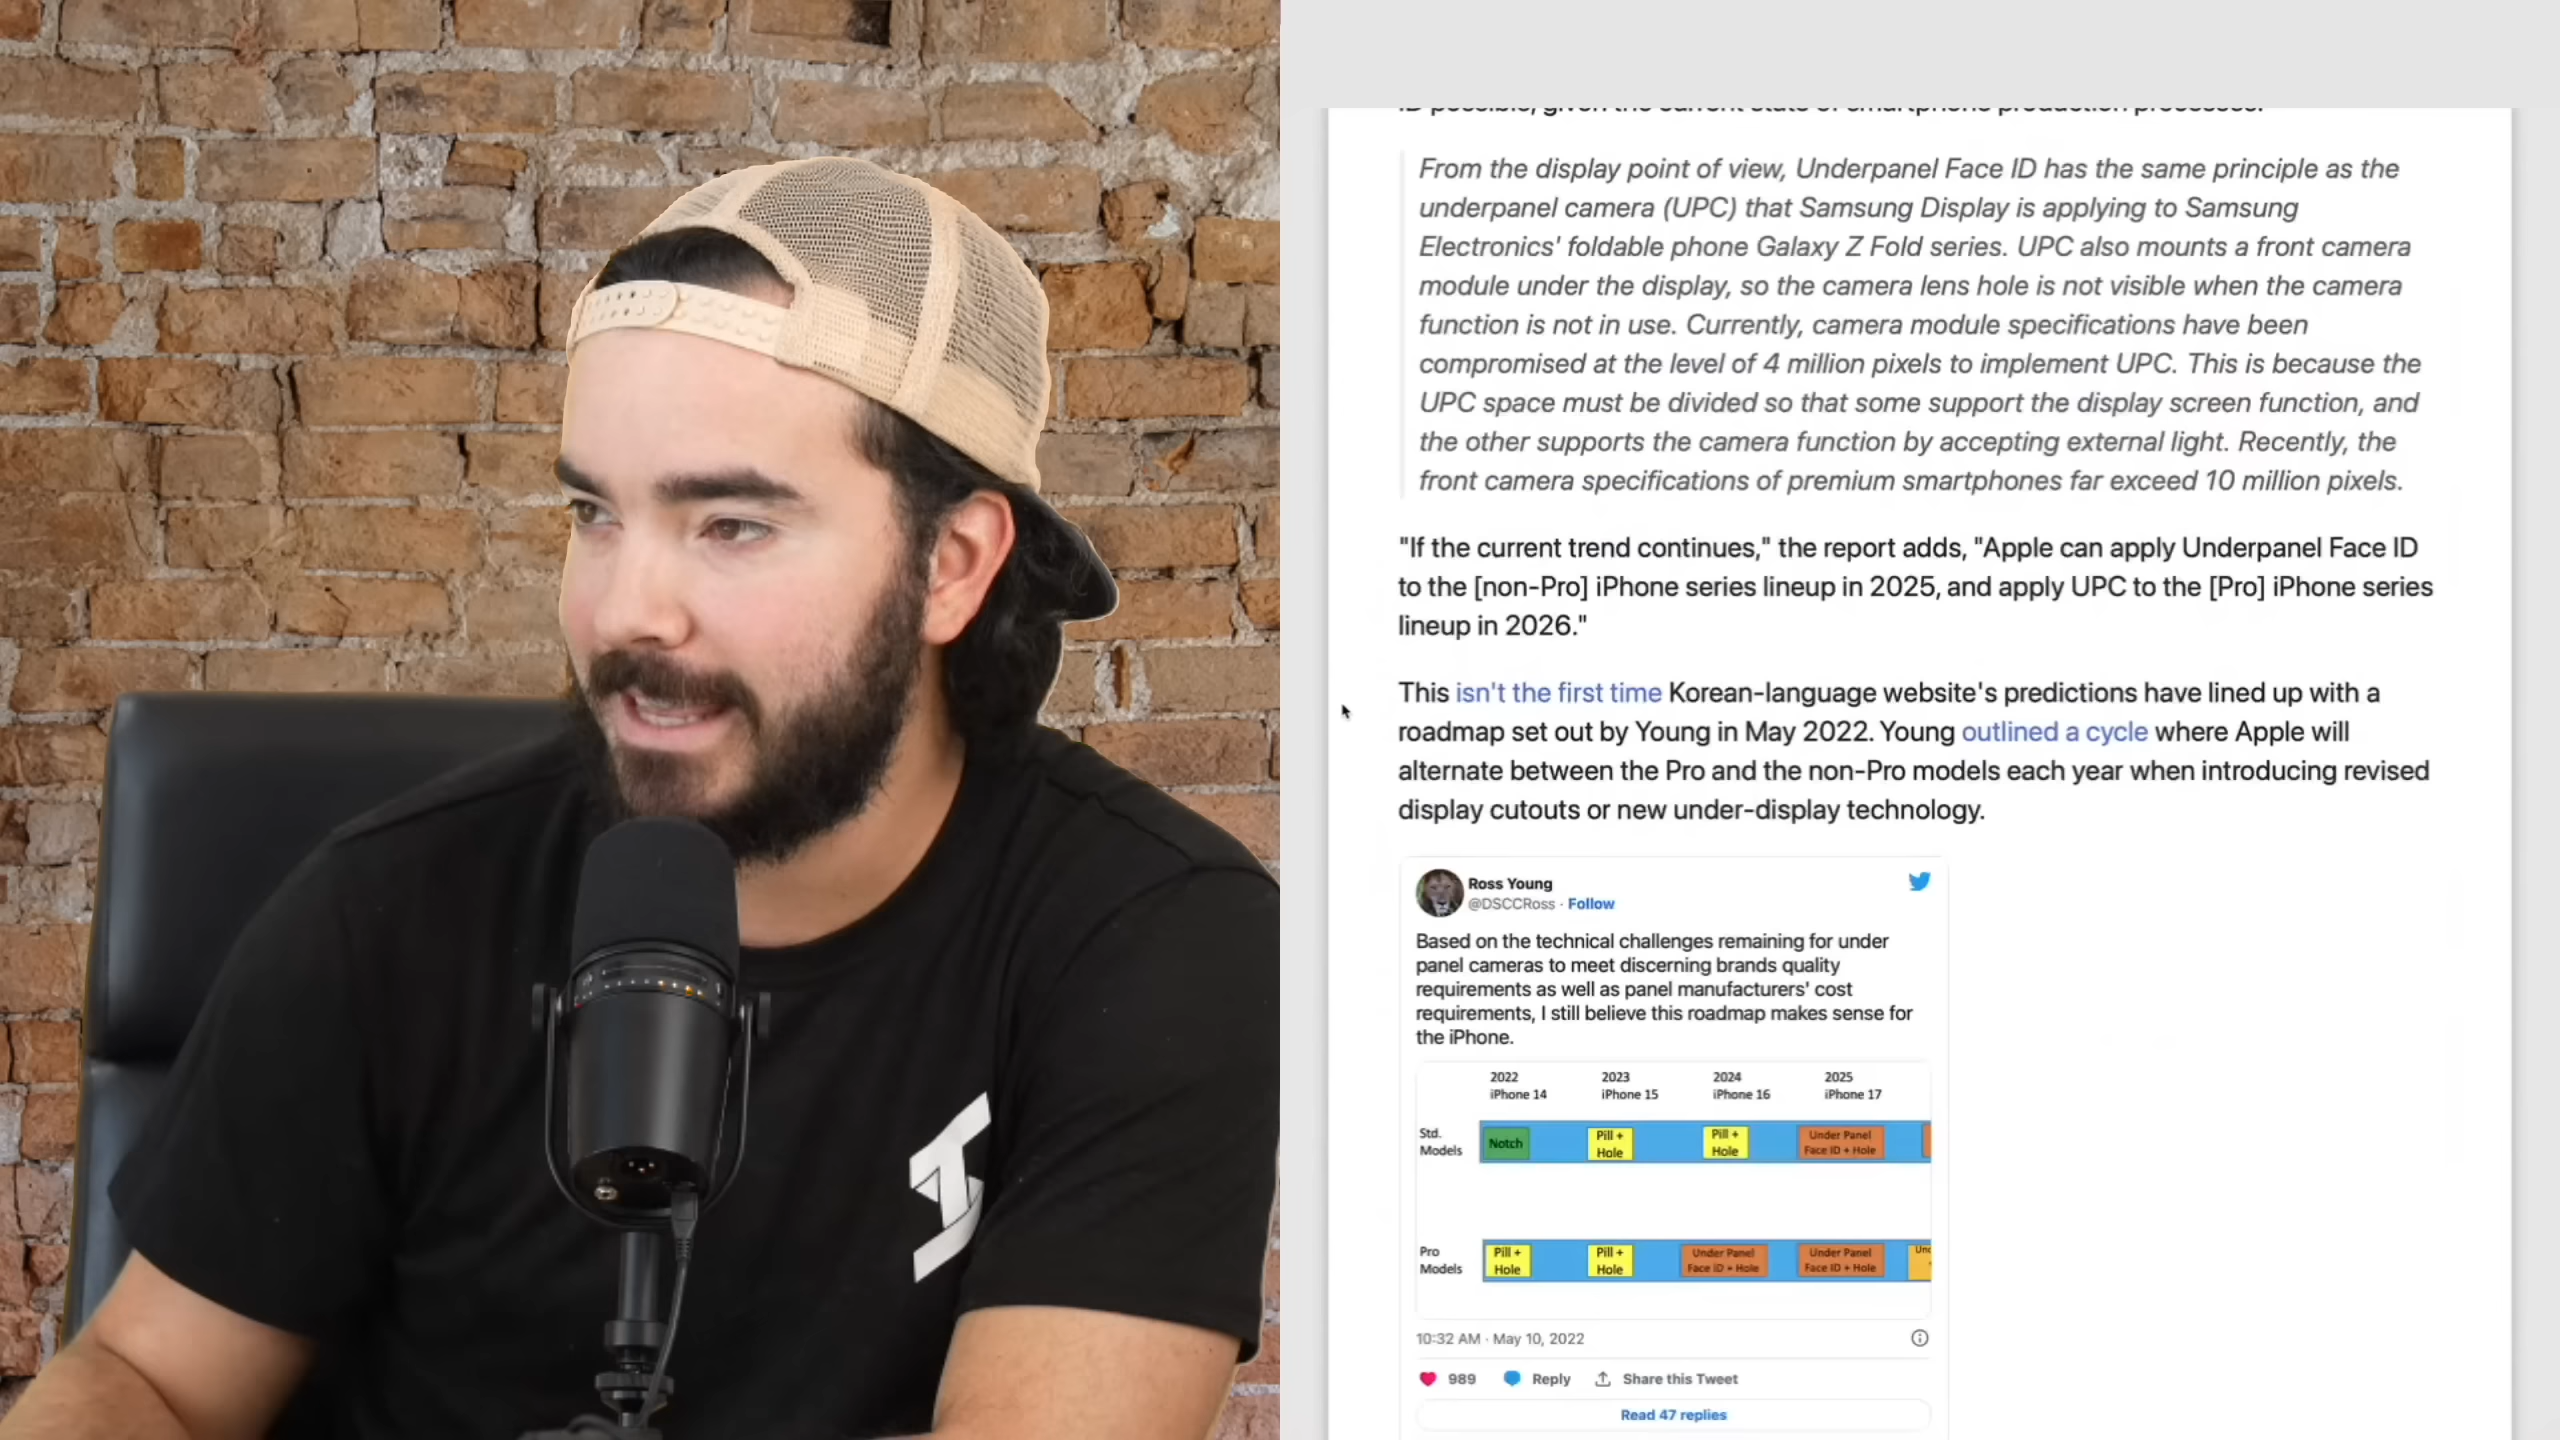 ID possible, given the current state of smartphone production processes.
From the display point of view, Underpanel Face ID has the same principle as the
underpanel camera (UPC) that Samsung Display is applying to Samsung
Electronics' foldable phone Galaxy Z Fold series. UPC also mounts a front camera
module under the display, so the camera lens hole is not visible when the camera
function is not in use. Currently, camera module specifications have been
compromised at the level of 4 million pixels to implement UPC. This is because the
UPC space must be divided so that some support the display screen function, and
the other supports the camera function by accepting external light. Recently, the
front camera specifications of premium smartphones far exceed 10 million pixels.
"If the current trend continues," the report adds, "Apple can apply Underpanel Face ID
to the [non-Pro] iPhone series lineup in 2025, and apply UPC to the [Pro] iPhone series
lineup in 2026."
This isn't the first time Korean-language website's predictions have lined up with a
roadmap set out by Young in May 2022. Young outlined a cycle where Apple will
alternate between the Pro and the non-Pro models each year when introducing revised
display cutouts or new under-display technology.
Ross Young
@DSCCRoss · Follow
Based on the technical challenges remaining for under
panel cameras to meet discerning brands quality
requirements as well as panel manufacturers' cost
requirements, I still believe this roadmap makes sense for
the iPhone.
2022 2023 2024 2025
iPhone 14 iPhone 15 iPhone 16 iPhone 17
Std. Models
Notch
Pill + Hole
Pill + Hole
Under Panel Face ID + Hole
Pro Models
Pill + Hole
Pill + Hole
Under Panel Face ID + Hole
Under Panel Face ID + Hole
10:32 AM · May 10, 2022
989 Reply Share this Tweet
Read 47 replies